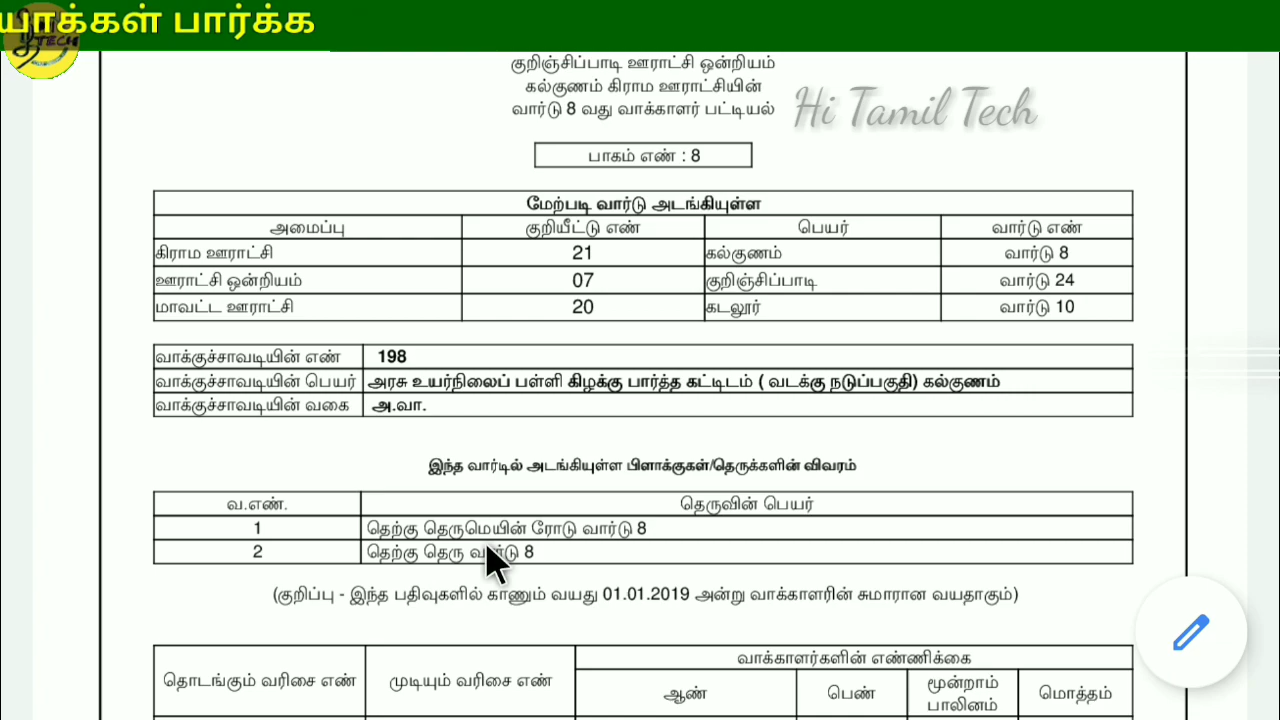 யாக்கள் பார்க்க
TECH
குறிஞ்சிப்பாடி ஊராட்சி ஒன்றியம்
கல்குணம் கிராம ஊராட்சியின்
வார்டு 8 வது வாக்காளர் பட்டியல்
Hi Tamil Tech
பாகம் எண் : 8
மேற்படி வார்டு அடங்கியுள்ள
அமைப்பு குறியீட்டு எண் பெயர் வார்டு எண்
கிராம ஊராட்சி 21 கல்குணம் வார்டு 8
ஊராட்சி ஒன்றியம் 07 குறிஞ்சிப்பாடி வார்டு 24
மாவட்ட ஊராட்சி 20 கடலூர் வார்டு 10
வாக்குச்சாவடியின் எண் 198
வாக்குச்சாவடியின் பெயர் அரசு உயர்நிலைப் பள்ளி கிழக்கு பார்த்த கட்டிடம் ( வடக்கு நடுப்பகுதி) கல்குணம்
வாக்குச்சாவடியின் வகை அ.வா.
இந்த வார்டில் அடங்கியுள்ள பிளாக்குகள்/தெருக்களின் விவரம்
வ.எண். தெருவின் பெயர்
1 தெற்கு தெருமெயின் ரோடு வார்டு 8
2 தெற்கு தெரு வார்டு 8
(குறிப்பு - இந்த பதிவுகளில் காணும் வயது 01.01.2019 அன்று வாக்காளரின் சுமாரான வயதாகும்)
தொடங்கும் வரிசை எண் முடியும் வரிசை எண் வாக்காளர்களின் எண்ணிக்கை
ஆண் பெண் மூன்றாம் பாலினம் மொத்தம்